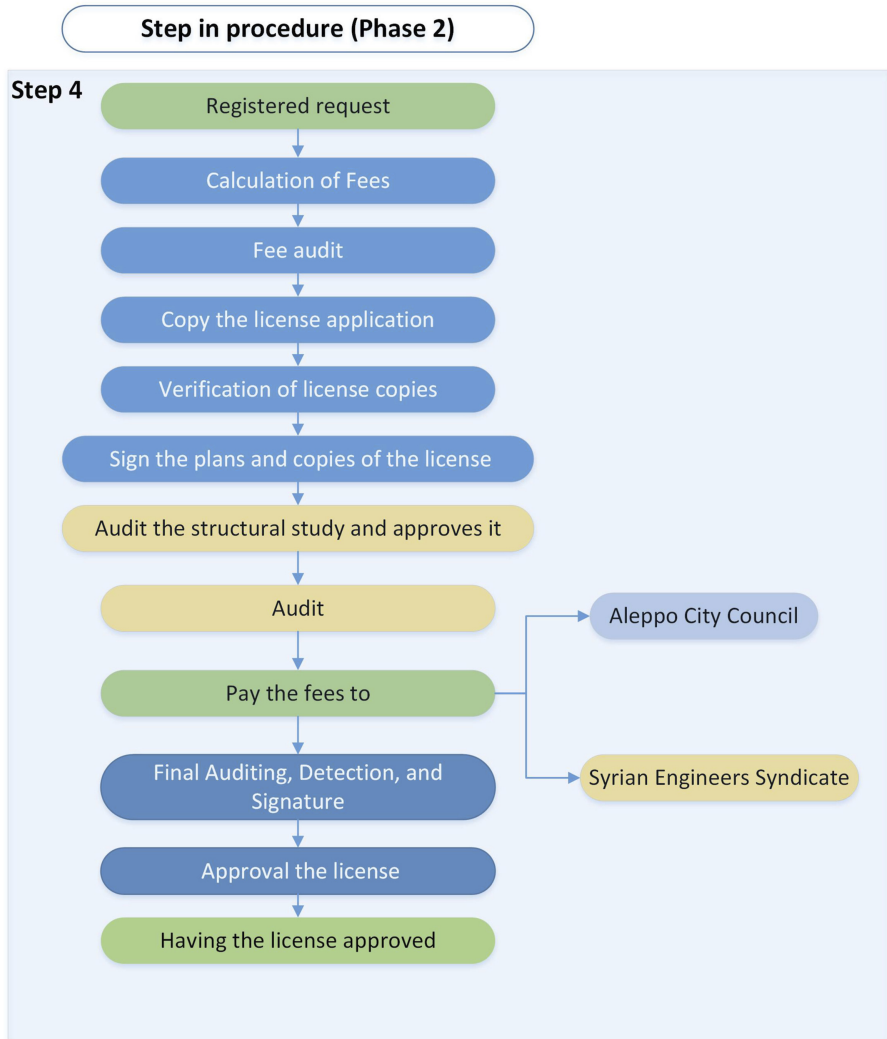 Step in procedure (Phase 2)
Step 4
Registered request
Calculation of Fees
Fee audit
Copy the license application
Verification of license copies
Sign the plans and copies of the license
Audit the structural study and approves it
Audit
Aleppo City Council
Pay the fees to
Syrian Engineers Syndicate
Final Auditing, Detection, and
Signature
Approval the license
Having the license approved